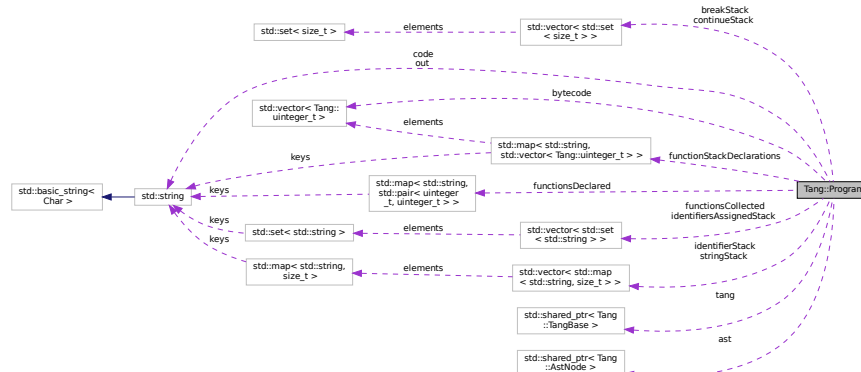 breakStack
continueStack
std::set< size_t >
elements
std::vector< std::set
< size_t > >
code
out
std::vector< Tang::
uinteger_t >
bytecode
elements
std::map< std::string,
std::vector< Tang::uinteger_t > >
functionStackDeclarations
keys
std::basic_string<
Char >
std::string
keys
std::map< std::string,
std::pair< uinteger
_t, uinteger_t > >
functionsDeclared
Tang::Program
keys
std::set< std::string >
elements
std::vector< std::set
< std::string > >
functionsCollected
identifiersAssignedStack
keys
std::map< std::string,
size_t >
elements
std::vector< std::map
< std::string, size_t > >
identifierStack
stringStack
tang
std::shared_ptr< Tang
::TangBase >
ast
std::shared_ptr< Tang
::AstNode >